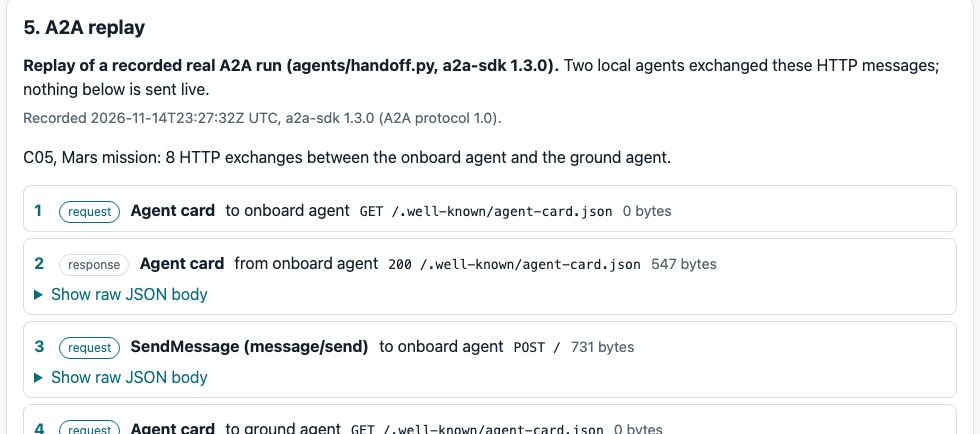 5. A2A replay
Replay of a recorded real A2A run (agents/handoff.py, a2a-sdk 1.3.0). Two local agents exchanged these HTTP messages;
nothing below is sent live.
Recorded 2026-11-14T23:27:32Z UTC, a2a-sdk 1.3.0 (A2A protocol 1.0).
C05, Mars mission: 8 HTTP exchanges between the onboard agent and the ground agent.
1 request Agent card to onboard agent GET /.well-known/agent-card.json 0 bytes
2 response Agent card from onboard agent 200 /.well-known/agent-card.json 547 bytes
▶ Show raw JSON body
3 request SendMessage (message/send) to onboard agent POST / 731 bytes
▶ Show raw JSON body
4 request Agent card to ground agent GET /.well-known/agent-card.json 0 bytes